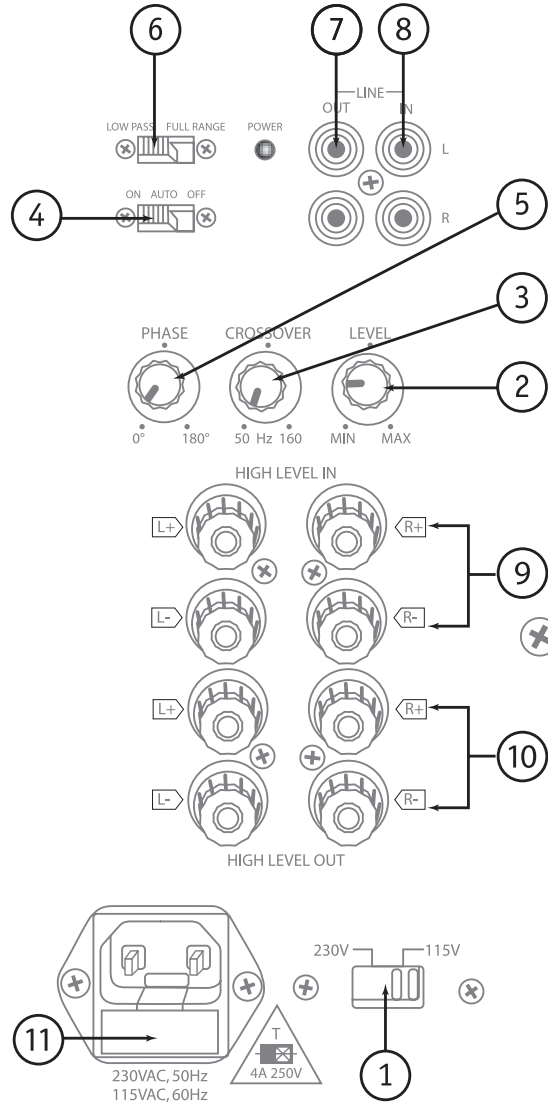 6 7 8
LINE
OUT IN
LOW PASS FULL RANGE POWER
L
ON AUTO OFF
4
R
5
3
PHASE CROSSOVER LEVEL
2
0° 180° 50 Hz 160 MIN MAX
HIGH LEVEL IN
L+ R+
9
L- R-
L+ R+
10
L- R-
HIGH LEVEL OUT
230V 115V
T
11
4A 250V
1
230VAC, 50Hz
115VAC, 60Hz